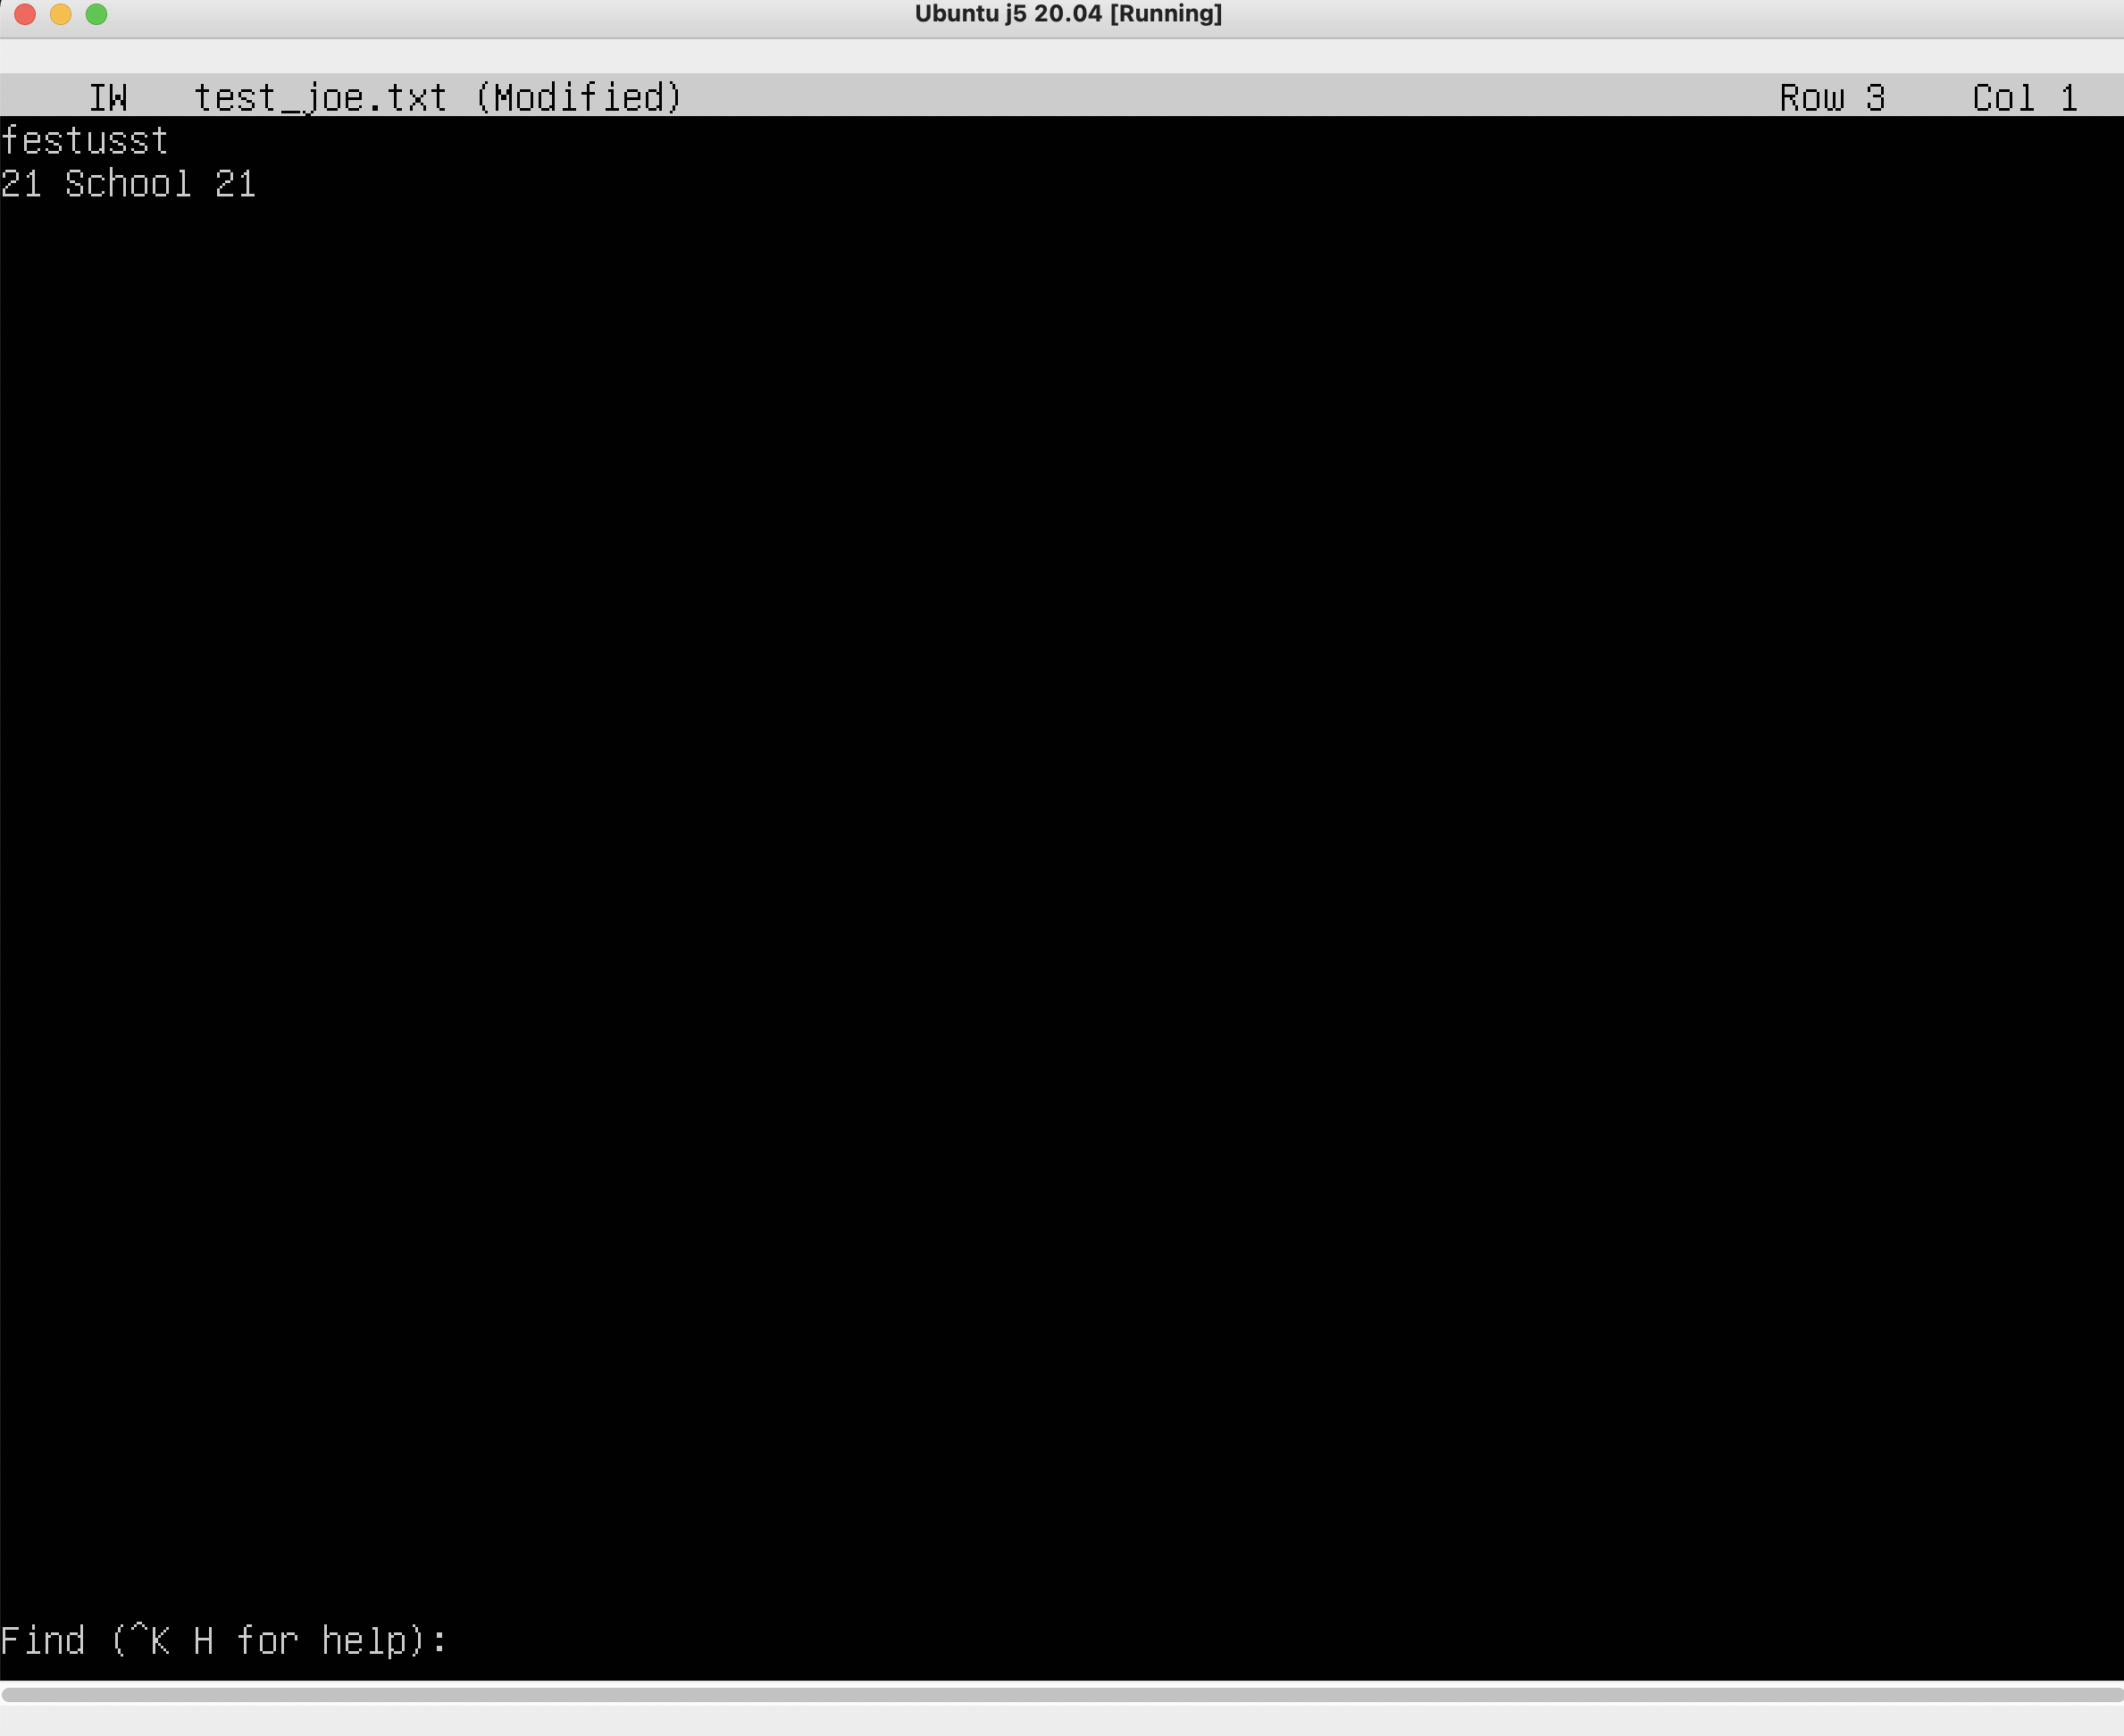 Ubuntu j5 20.04 [Running]
IW test_joe.txt (Modified) Row 3 Col 1
festusst
21 School 21
Find (^K H for help):